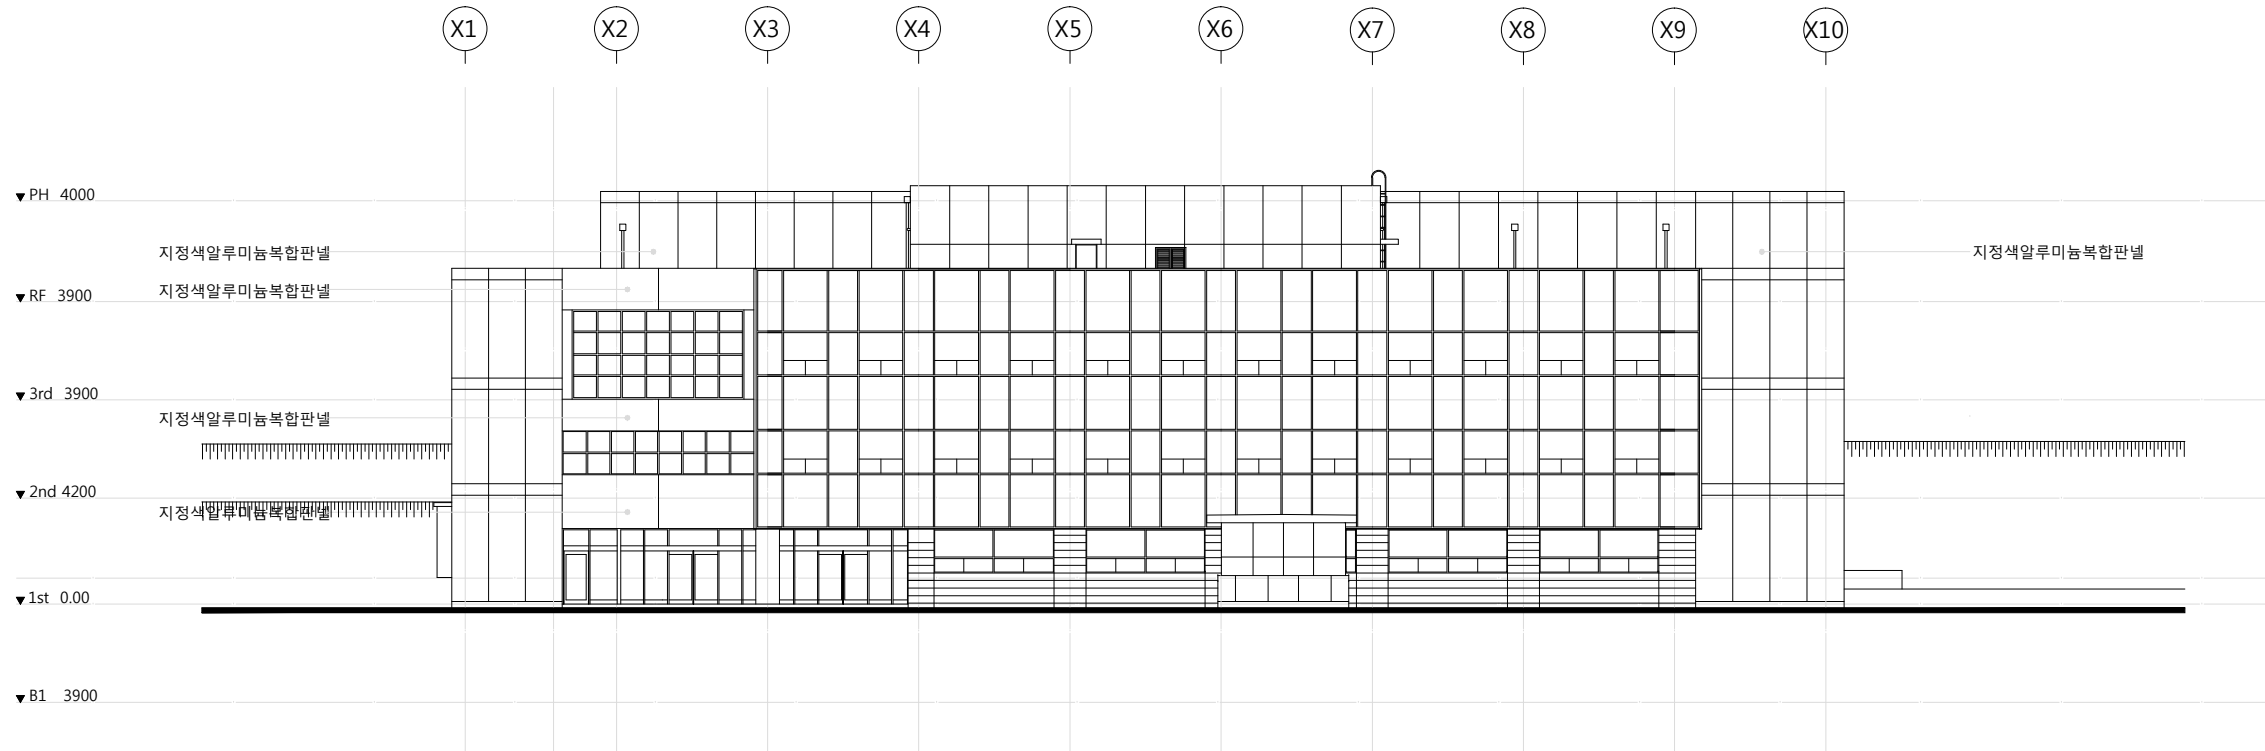 X1 X2 X3 X4 X5 X6 X7 X8 X9 X10
PH 4000
지정색알루미늄복합판넬 지정색알루미늄복합판넬
지정색알루미늄복합판넬
RF 3900
3rd 3900
지정색알루미늄복합판넬
2nd 4200
지정색알루미늄복합판넬
1st 0.00
B1 3900